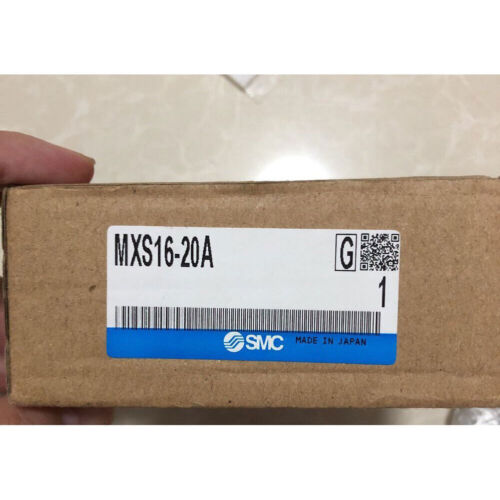 MXS16-20A
G
1
SMC MADE IN JAPAN